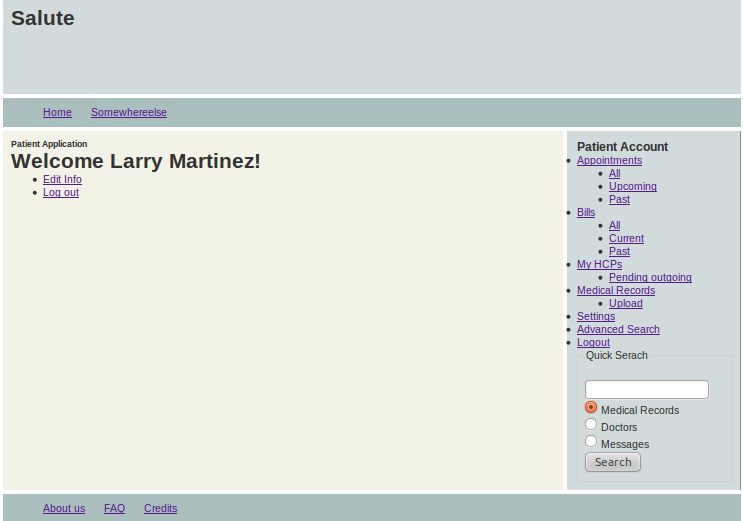 Salute
Home Somewhereelse
Patient Application
Welcome Larry Martinez!
Edit Info
Log out
Patient Account
Appointments
All
Upcoming
Past
Bills
All
Current
Past
My HCPs
Pending outgoing
Medical Records
Upload
Settings
Advanced Search
Logout
Quick Serach
Medical Records
Doctors
Messages
Search
About us FAQ Credits